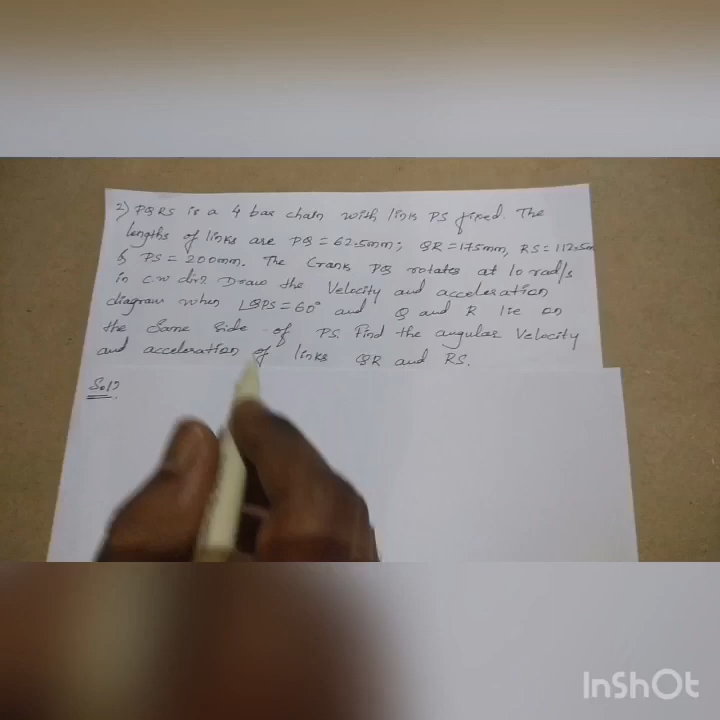 2) PQRS is a 4 bar chain with link PS fixed. The
lengths of links are PQ = 62.5mm; QR = 175mm, RS = 112.5m
& PS = 200mm. The Crank PQ rotates at 10 rad/s
in c.w dirn Draw the Velocity and acceleration
diagram when ∠QPS = 60° and Q and R lie on
the Same Side of PS. Find the angular Velocity
and acceleration of links QR and RS.
Soln
InShOt